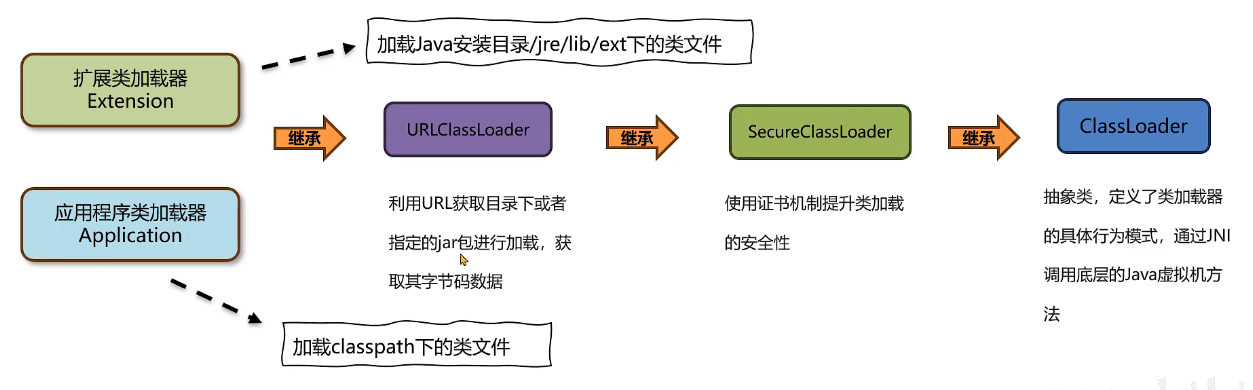 加载Java安装目录/jre/lib/ext下的类文件
扩展类加载器
Extension
继承
URLClassLoader
继承
SecureClassLoader
继承
ClassLoader
应用程序类加载器
Application
利用URL获取目录下或者
指定的jar包进行加载，获
取其字节码数据
使用证书机制提升类加载
的安全性
抽象类，定义了类加载器
的具体行为模式，通过JNI
调用底层的Java虚拟机方
法
加载classpath下的类文件